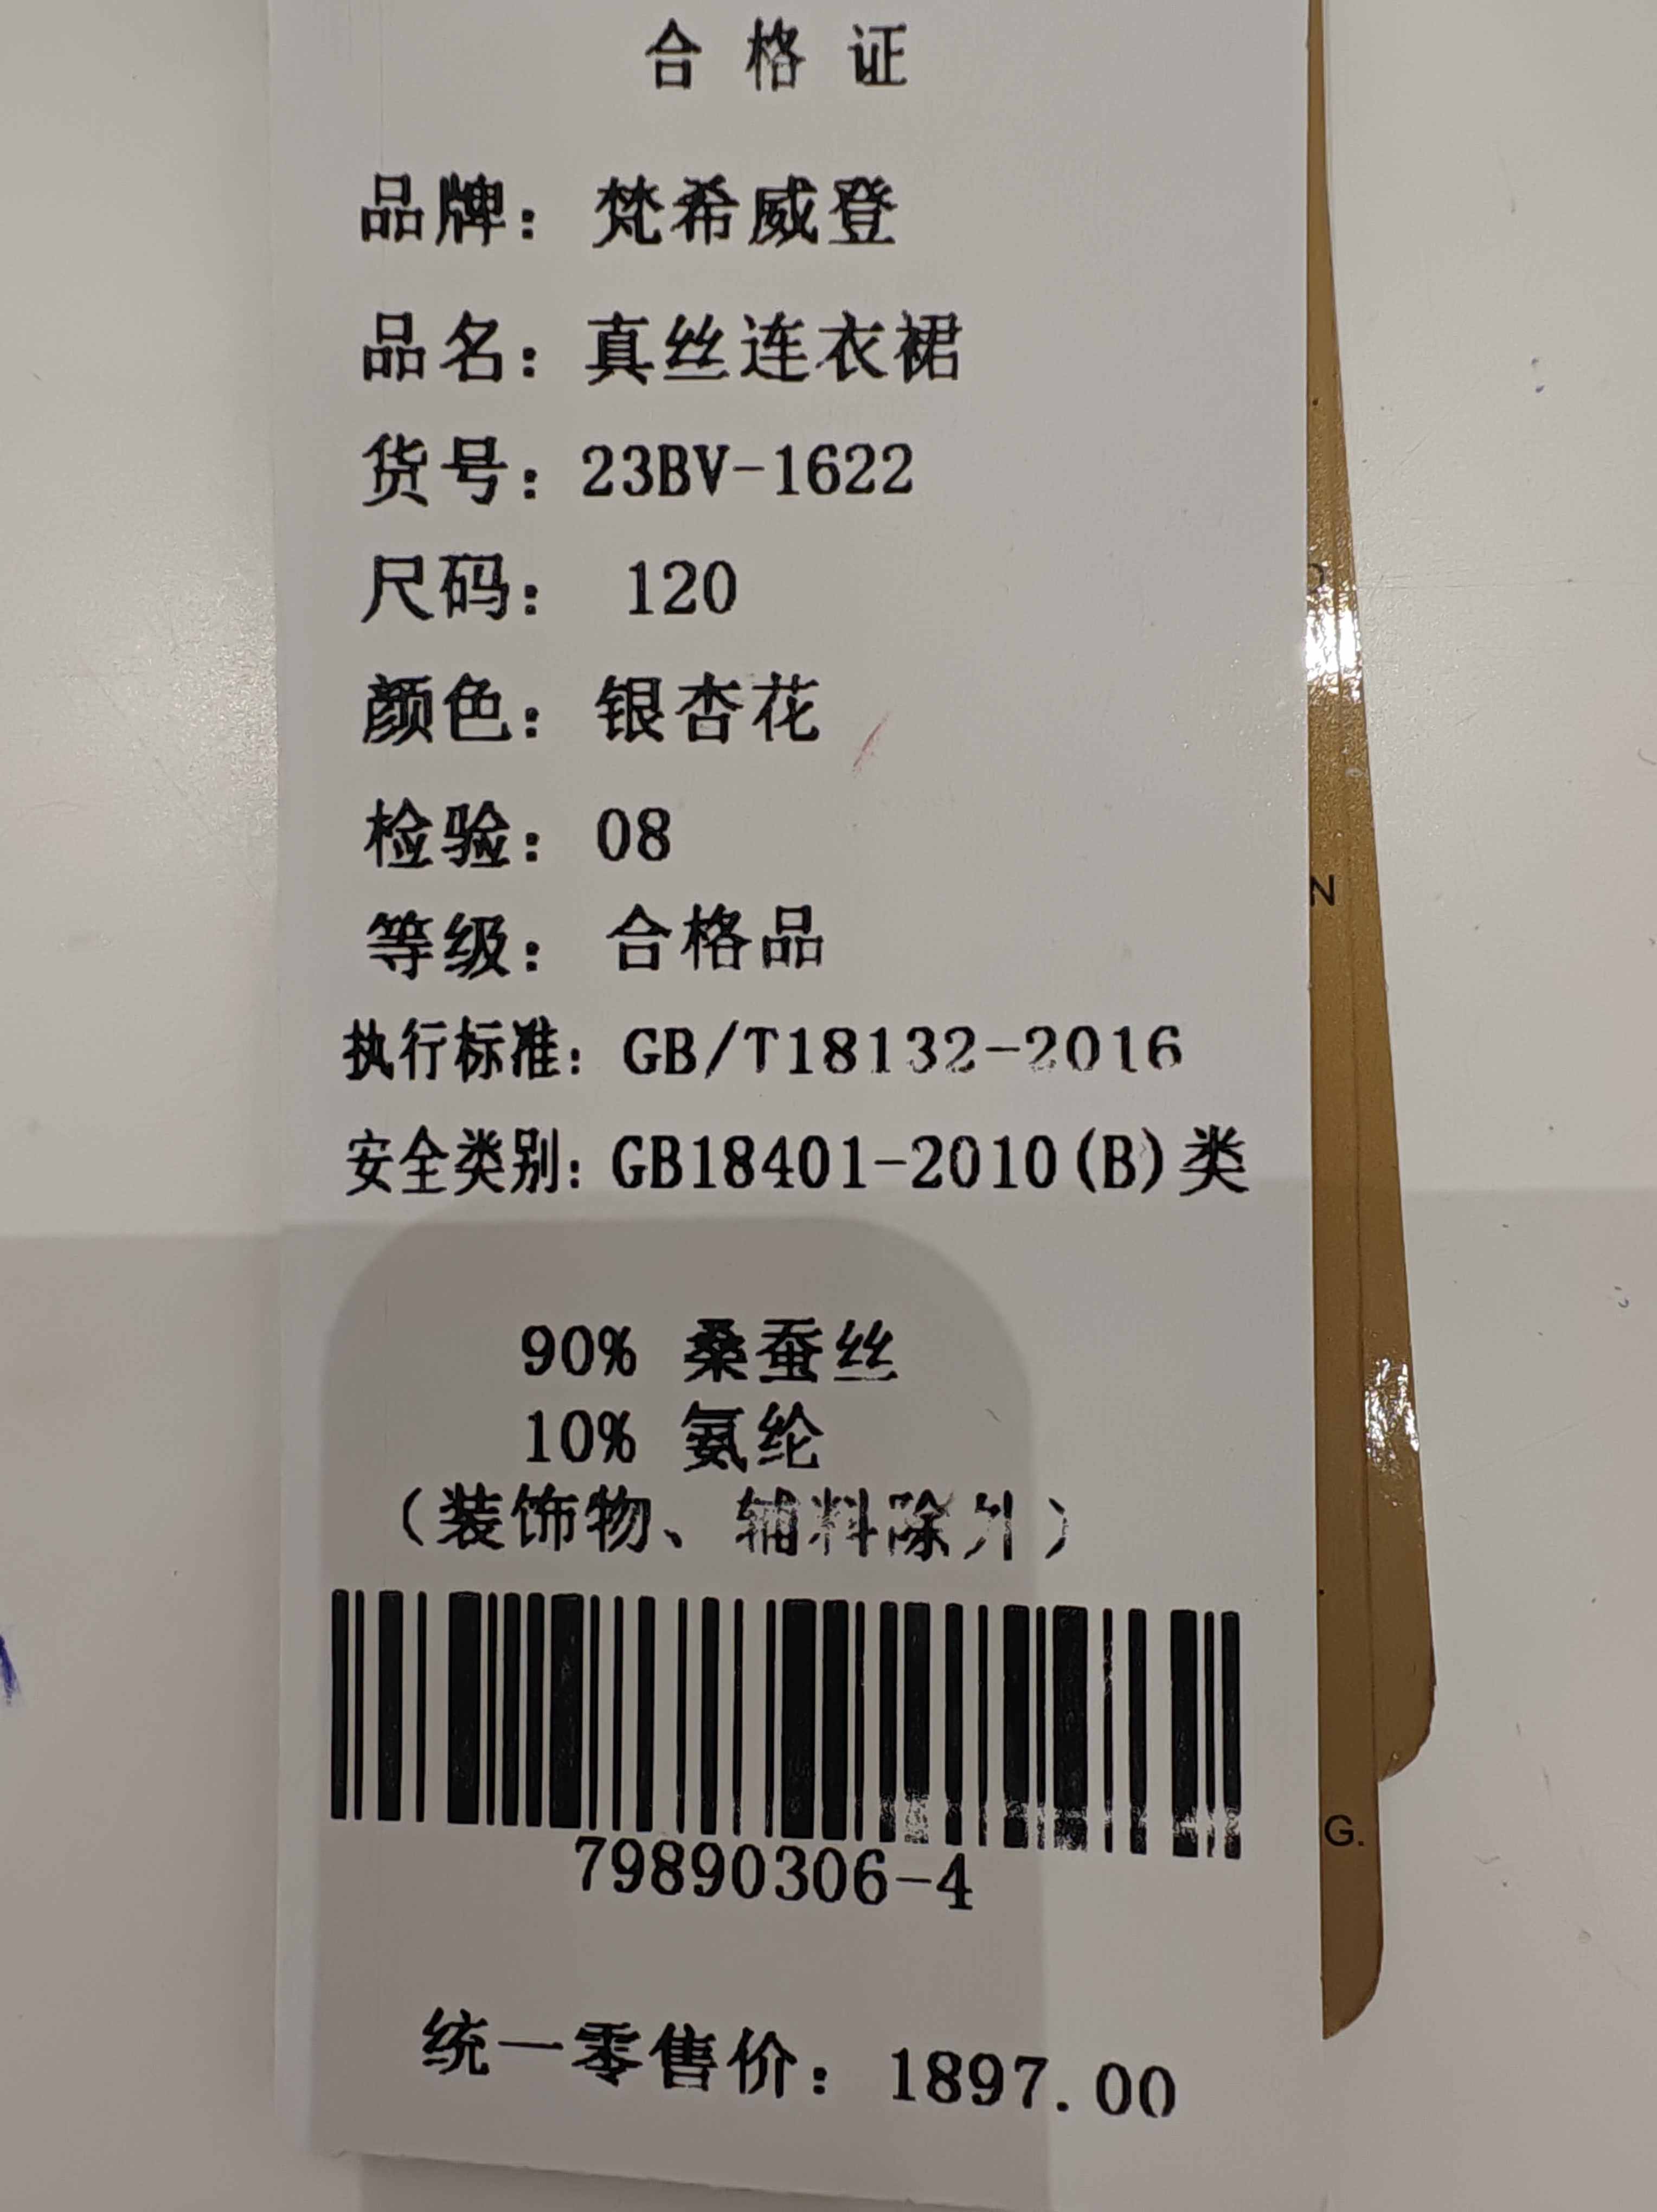 合格证
品牌：梵希威登
品名：真丝连衣裙
货号：23BV-1622
尺码：120
颜色：银杏花
检验：08
等级：合格品
执行标准：GB/T18132-2016
安全类别：GB18401-2010(B)类
90% 桑蚕丝
10% 氨纶
（装饰物、辅料除外）
79890306-4
统一零售价：1897.00
N
G.